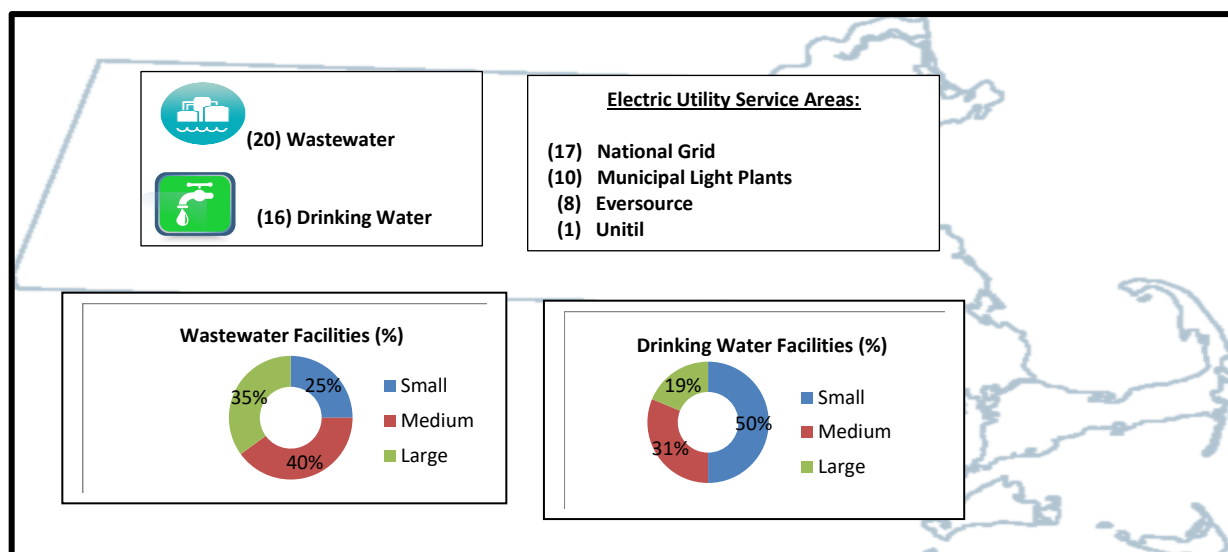 (20) Wastewater
(16) Drinking Water
Electric Utility Service Areas:
(17) National Grid
(10) Municipal Light Plants
(8) Eversource
(1) Unitil
Wastewater Facilities (%)
25%
40%
35%
Small
Medium
Large
Drinking Water Facilities (%)
50%
31%
19%
Small
Medium
Large